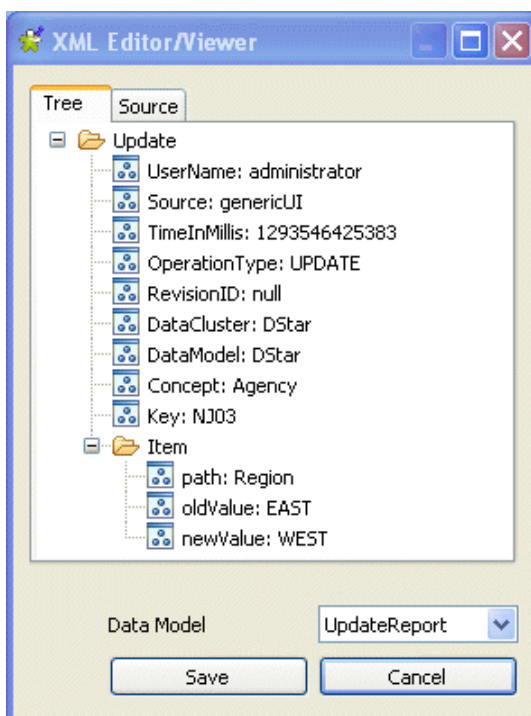 XML Editor/Viewer
Tree
Source
Update
UserName: administrator
Source: genericUI
TimeInMillis: 1293546425383
OperationType: UPDATE
RevisionID: null
DataCluster: DStar
DataModel: DStar
Concept: Agency
Key: NJ03
Item
path: Region
oldValue: EAST
newValue: WEST
Data Model
UpdateReport
Save
Cancel